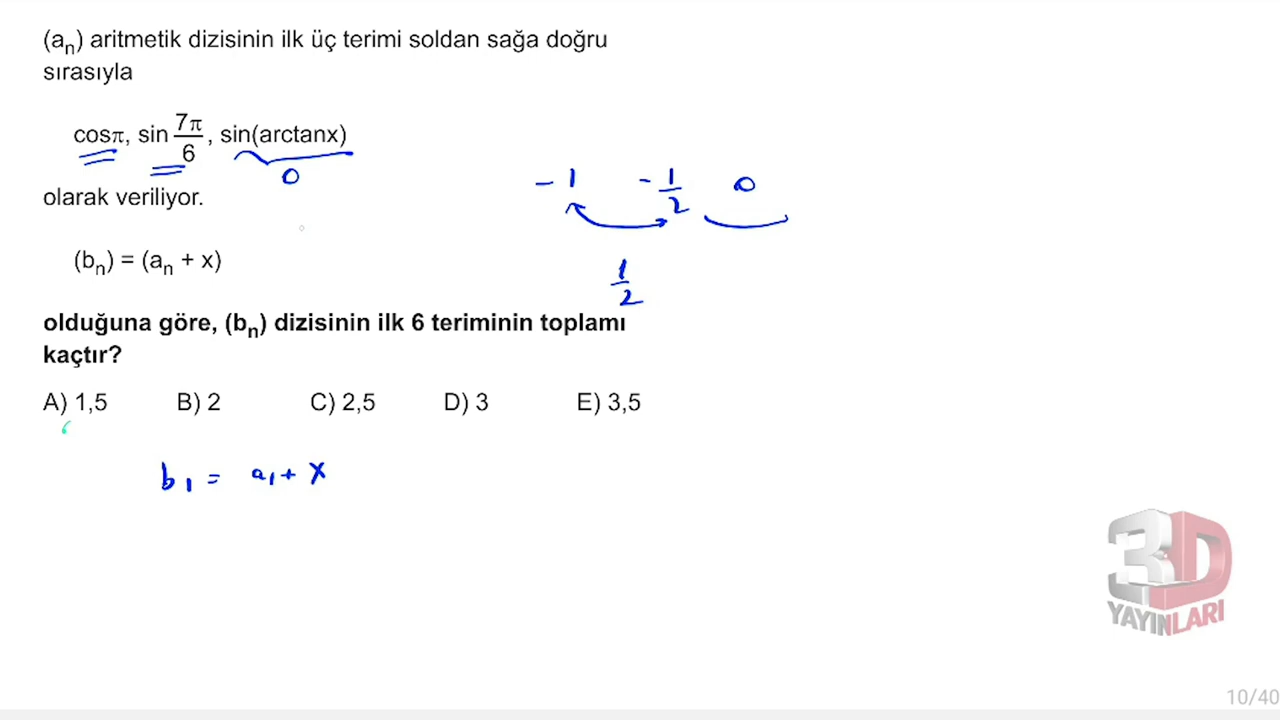 (aₙ) aritmetik dizisinin ilk üç terimi soldan sağa doğru
sırasıyla
cosπ, sin 7π/6, sin(arctanx)
0
olarak veriliyor.
-1 -1/2 0
1/2
(bₙ) = (aₙ + x)
olduğuna göre, (bₙ) dizisinin ilk 6 teriminin toplamı
kaçtır?
A) 1,5 B) 2 C) 2,5 D) 3 E) 3,5
b₁ = a₁ + x
3D
YAYINLARI
10/40